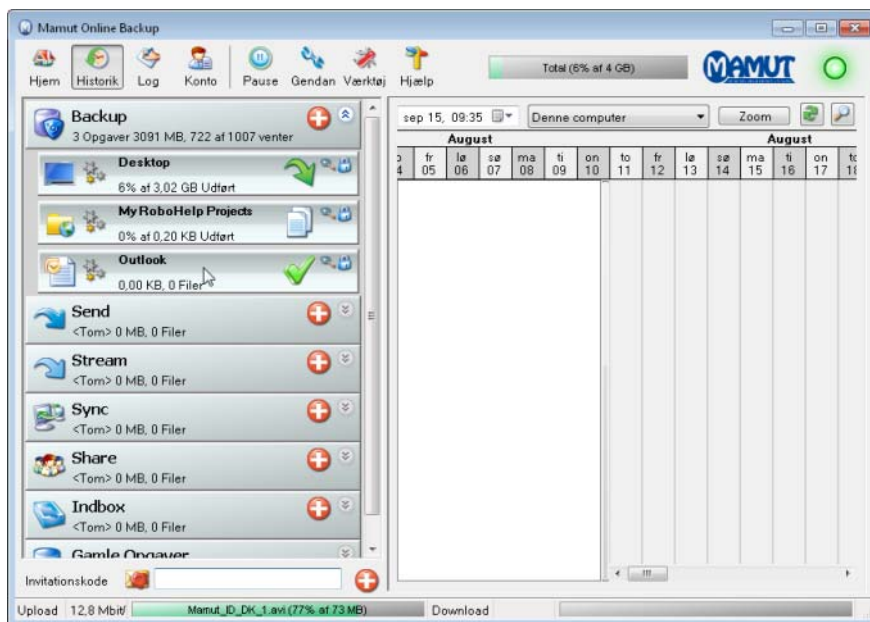 Mamut Online Backup
Hjem Historik Log Konto Pause Gendan Værktøj Hjælp
Total (6% af 4 GB)
MAMUT
Backup
3 Opgaver 3091 MB, 722 af 1007 venter
Desktop
6% af 3,02 GB Udført
My RoboHelp Projects
0% af 0,20 KB Udført
Outlook
0,00 KB, 0 Filer
Send
<Tom> 0 MB, 0 Filer
Stream
<Tom> 0 MB, 0 Filer
Sync
<Tom> 0 MB, 0 Filer
Share
<Tom> 0 MB, 0 Filer
Indbox
<Tom> 0 MB, 0 Filer
Gamle Opgaver
Invitationskode
sep 15, 09:35 Denne computer Zoom
August August
fr lø sø ma ti on to fr lø sø ma ti on to
4 05 06 07 08 09 10 11 12 13 14 15 16 17 18
Upload 12,8 Mbit/ Mamut_ID_DK_1.avi (77% af 73 MB) Download